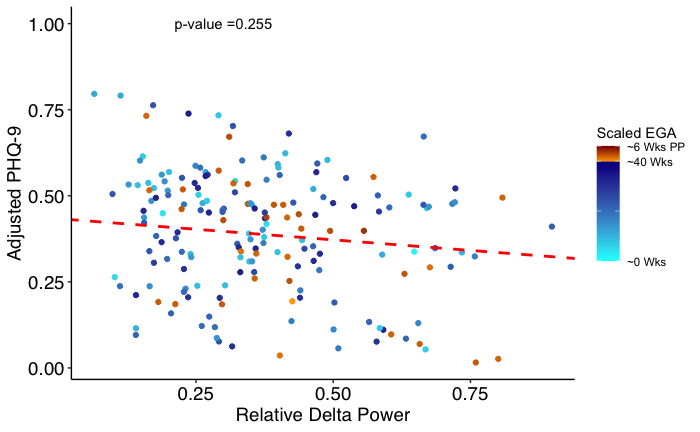 p-value =0.255
1.00
0.75
0.50
0.25
0.00
Adjusted PHQ-9
0.25
0.50
0.75
Relative Delta Power
Scaled EGA
~6 Wks PP
~40 Wks
~0 Wks